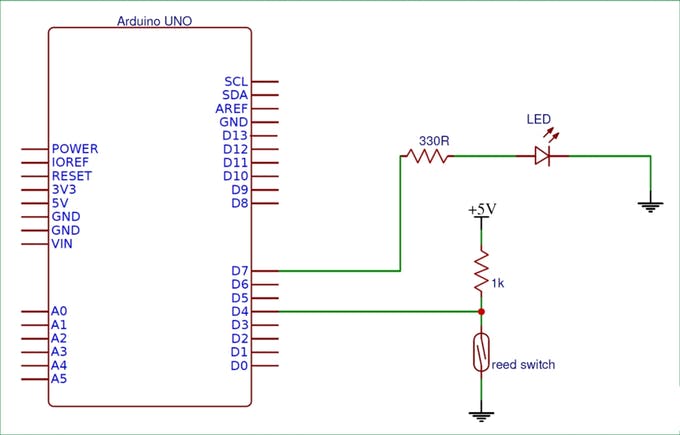 Arduino UNO
SCL
SDA
AREF
GND
D13
D12
D11
D10
D9
D8
POWER
IOREF
RESET
3V3
5V
GND
GND
VIN
D7
D6
D5
D4
D3
D2
D1
D0
A0
A1
A2
A3
A4
A5
330R
LED
+5V
1k
reed switch